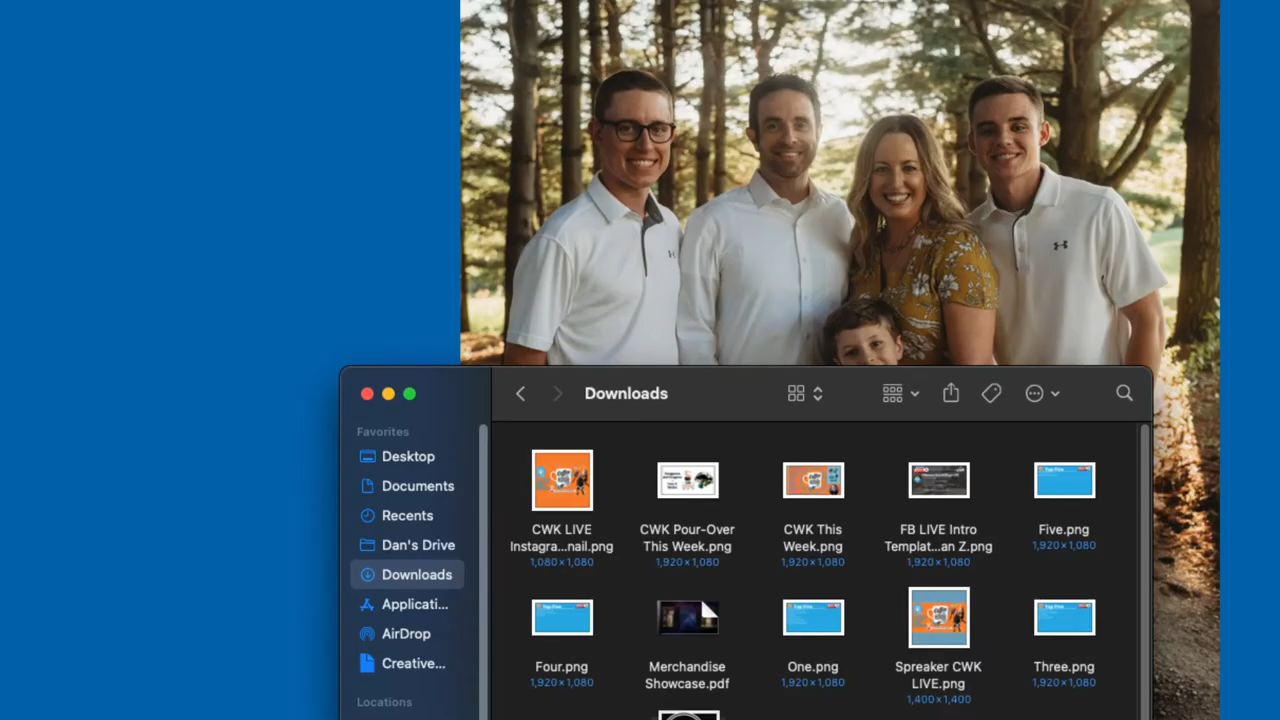 Downloads
Favorites
Desktop
Documents
Recents
Dan's Drive
Downloads
Applicati...
AirDrop
Creative...
Locations
CWK LIVE
Instagra...nail.png
1,080×1,080
CWK Pour-Over
This Week.png
1,920×1,080
CWK This
Week.png
1,920×1,080
FB LIVE Intro
Templat...an Z.png
1,920×1,080
Five.png
1,920×1,080
Four.png
1,920×1,080
Merchandise
Showcase.pdf
One.png
1,920×1,080
Spreaker CWK
LIVE.png
1,400×1,400
Three.png
1,920×1,080